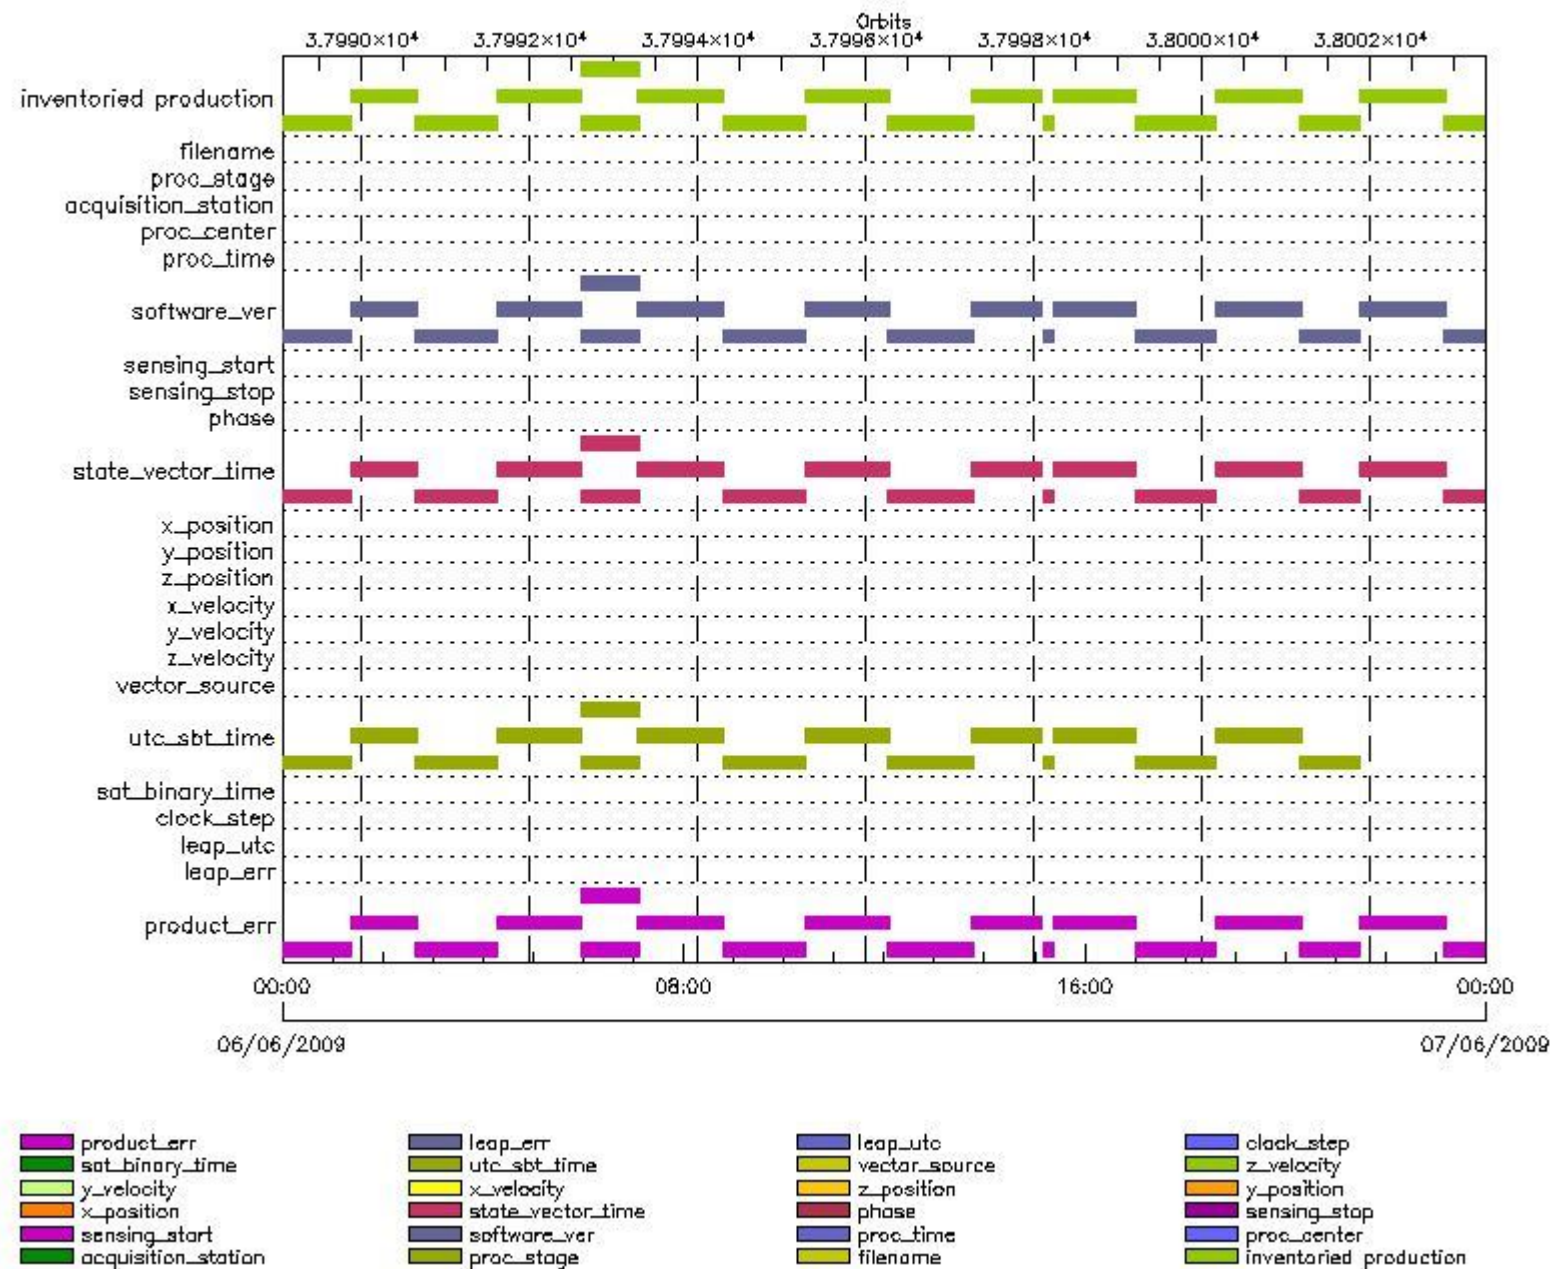 Orbits
3.7990×10⁴ 3.7992×10⁴ 3.7994×10⁴ 3.7996×10⁴ 3.7998×10⁴ 3.8000×10⁴ 3.8002×10⁴
inventoried production
filename
proc_stage
acquisition_station
proc_center
proc_time
software_ver
sensing_start
sensing_stop
phase
state_vector_time
x_position
y_position
z_position
x_velocity
y_velocity
z_velocity
vector_source
utc_sbt_time
sat_binary_time
clock_step
leap_utc
leap_err
product_err
00:00 08:00 16:00 00:00
06/06/2009 07/06/2009
product_err leap_err leap_utc clock_step
sat_binary_time utc_sbt_time vector_source z_velocity
y_velocity x_velocity z_position y_position
x_position state_vector_time phase sensing_stop
sensing_start software_ver proc_time proc_center
acquisition_station proc_stage filename inventoried production